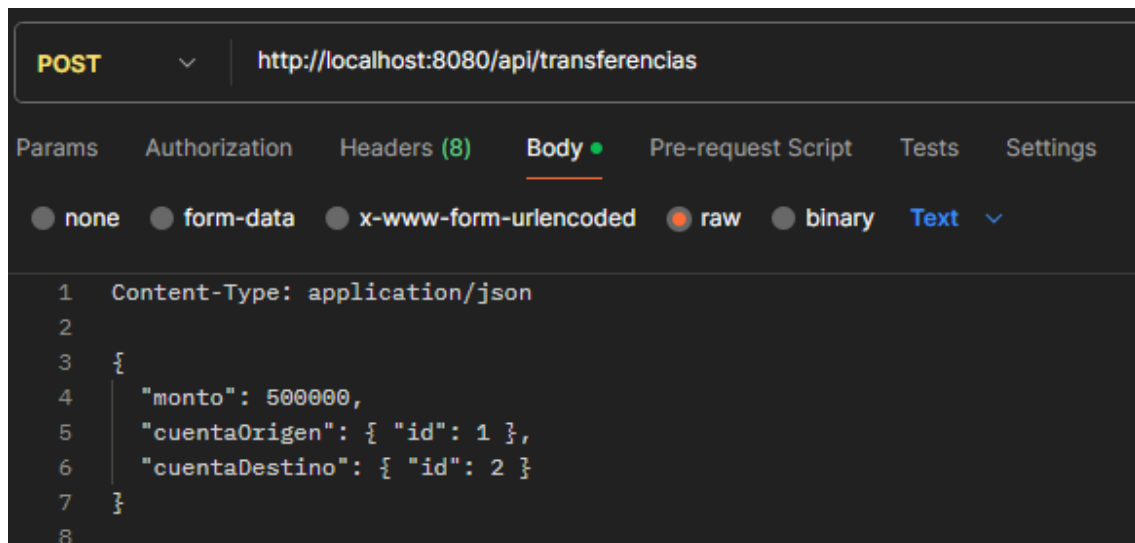 POST http://localhost:8080/api/transferencias
Params Authorization Headers (8) Body Pre-request Script Tests Settings
none form-data x-www-form-urlencoded raw binary Text
1 Content-Type: application/json
2
3 {
4 "monto": 500000,
5 "cuentaOrigen": { "id": 1 },
6 "cuentaDestino": { "id": 2 }
7 }
8